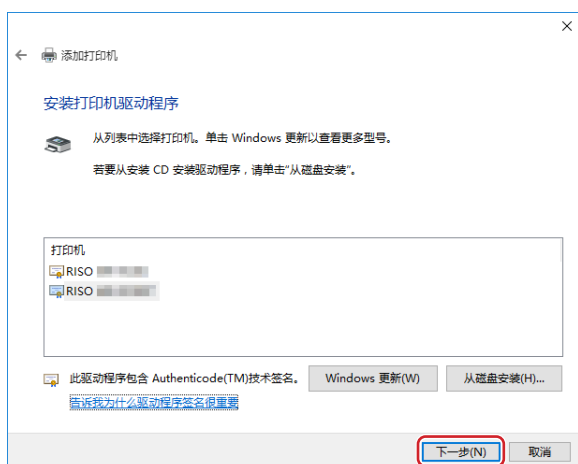 添加打印机
安装打印机驱动程序
从列表中选择打印机。单击 Windows 更新以查看更多型号。
若要从安装 CD 安装驱动程序，请单击“从磁盘安装”。
打印机
RISO
RISO
此驱动程序包含 Authenticode(TM)技术签名。
Windows 更新(W)
从磁盘安装(H)...
告诉我为什么驱动程序签名很重要
下一步(N)
取消